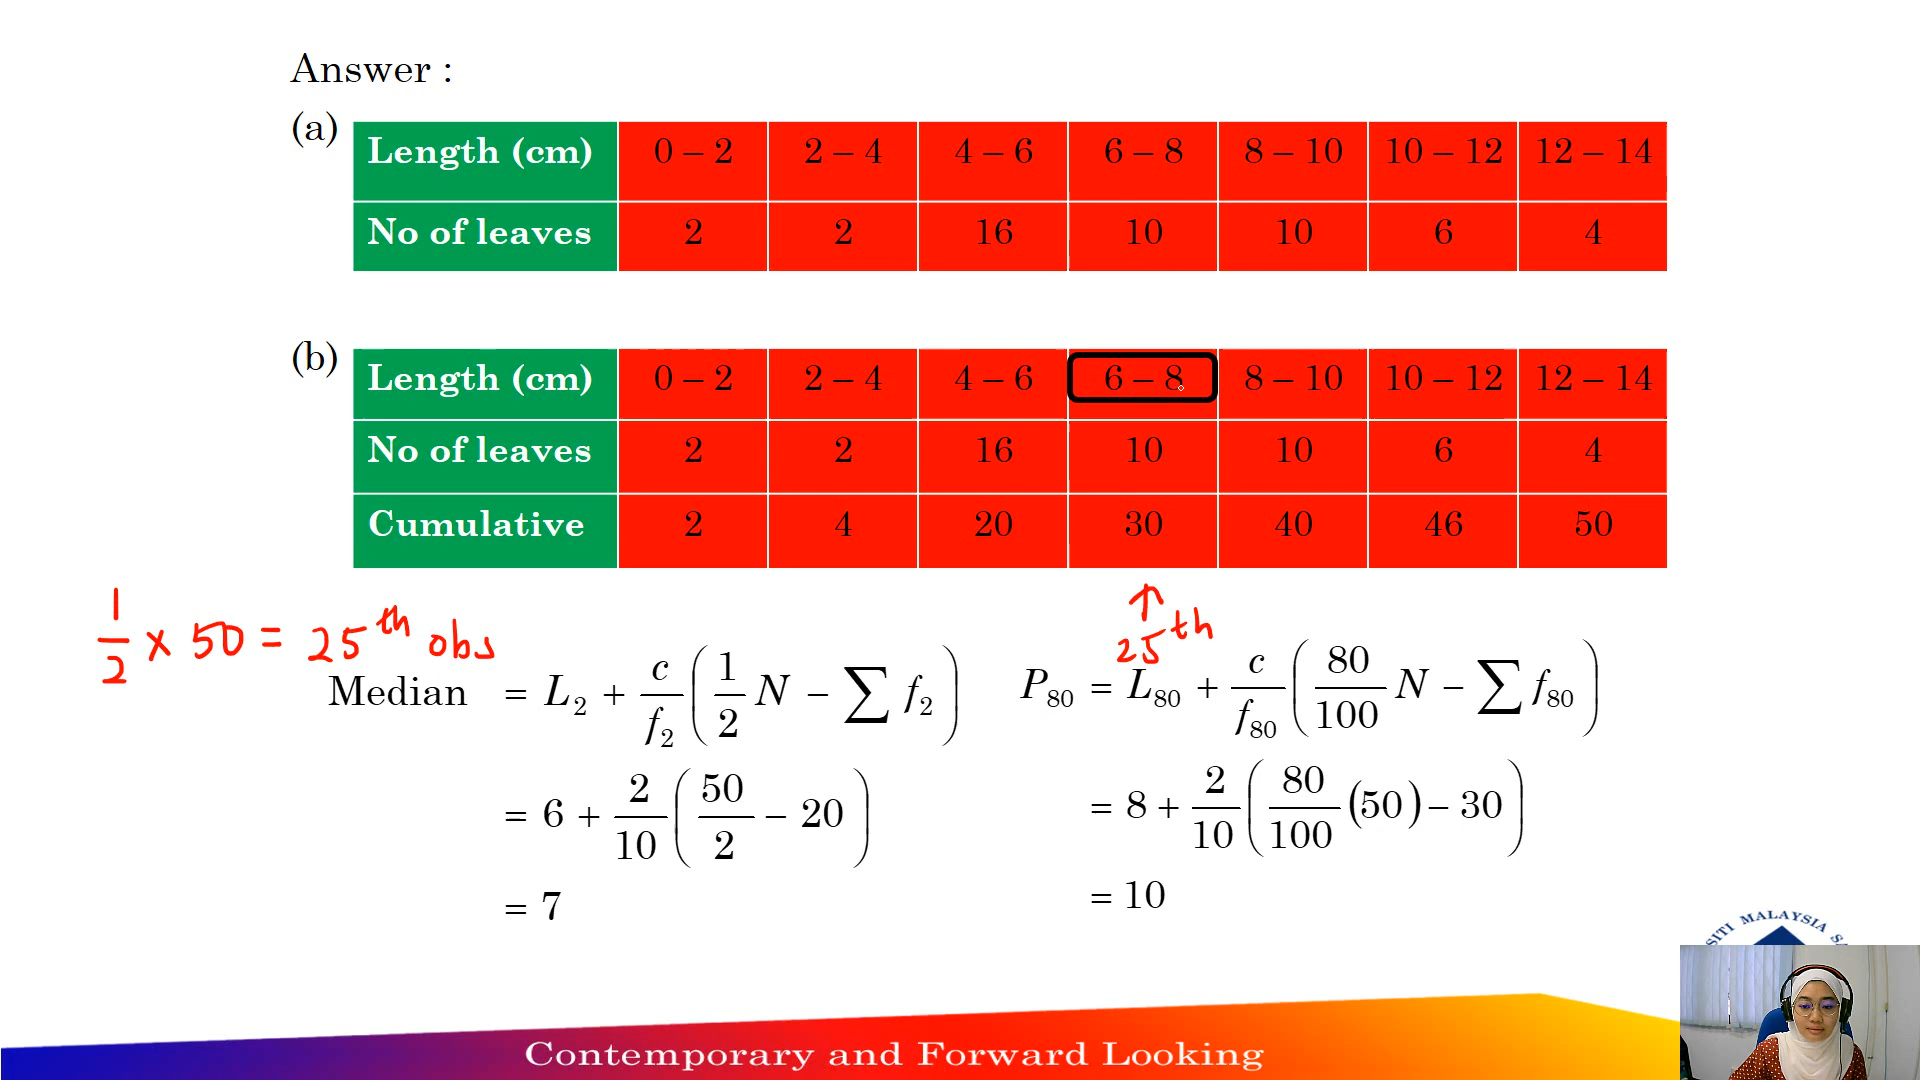 Answer :
(a)
Length (cm) 0 – 2 2 – 4 4 – 6 6 – 8 8 – 10 10 – 12 12 – 14
No of leaves 2 2 16 10 10 6 4
(b)
Length (cm) 0 – 2 2 – 4 4 – 6 6 – 8 8 – 10 10 – 12 12 – 14
No of leaves 2 2 16 10 10 6 4
Cumulative 2 4 20 30 40 46 50
1/2 × 50 = 25th obs
↑
25th
Median = L₂ + c/f₂ (1/2 N − ∑ f₂)
= 6 + 2/10 (50/2 − 20)
= 7
P₈₀ = L₈₀ + c/f₈₀ (80/100 N − ∑ f₈₀)
= 8 + 2/10 (80/100 (50) − 30)
= 10
MALAYSIA
Contemporary and Forward Looking